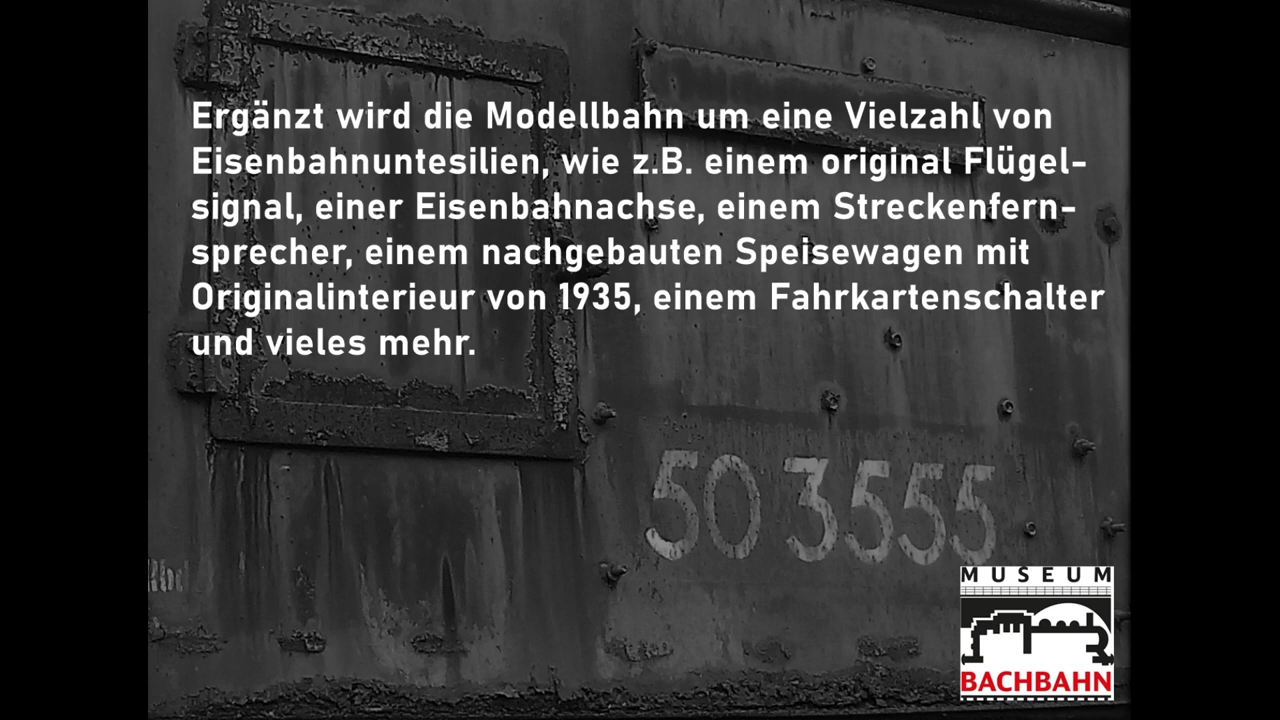 Ergänzt wird die Modellbahn um eine Vielzahl von
Eisenbahnuntesilien, wie z.B. einem original Flügel-
signal, einer Eisenbahnachse, einem Streckenfern-
sprecher, einem nachgebauten Speisewagen mit
Originalinterieur von 1935, einem Fahrkartenschalter
und vieles mehr.
50 3555
MUSEUM
BACHBAHN